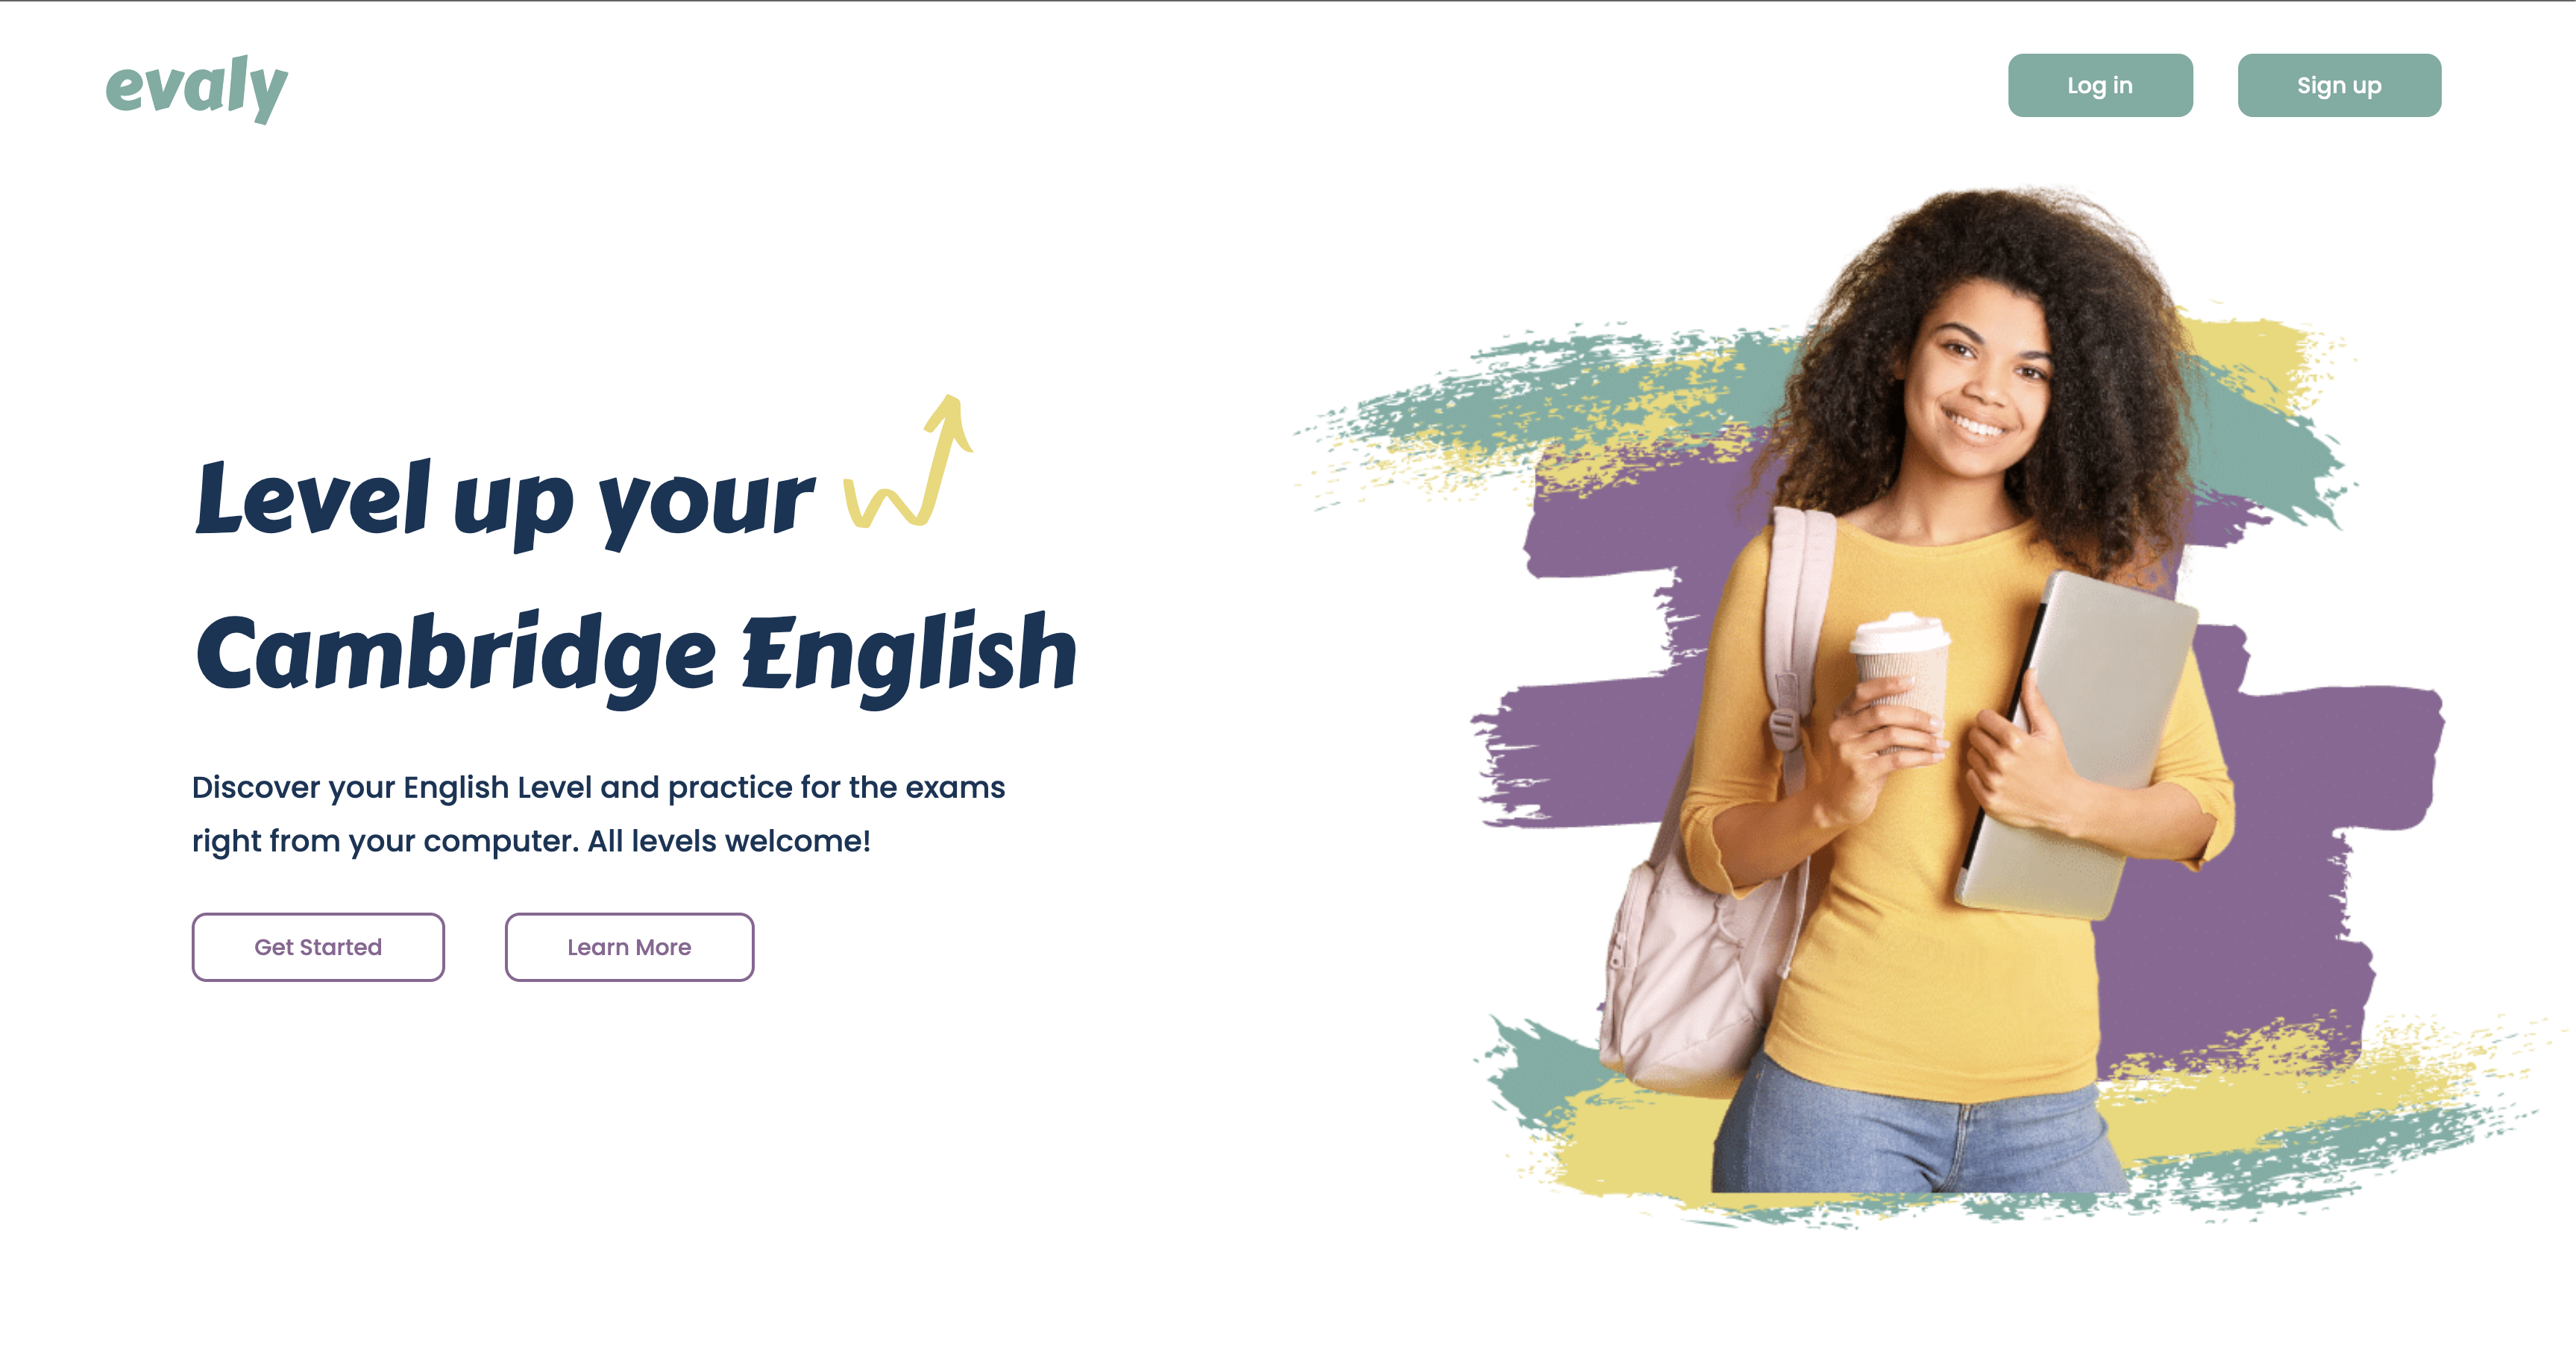 evaly
Log in
Sign up
Level up your
Cambridge English
Discover your English Level and practice for the exams
right from your computer. All levels welcome!
Get Started
Learn More